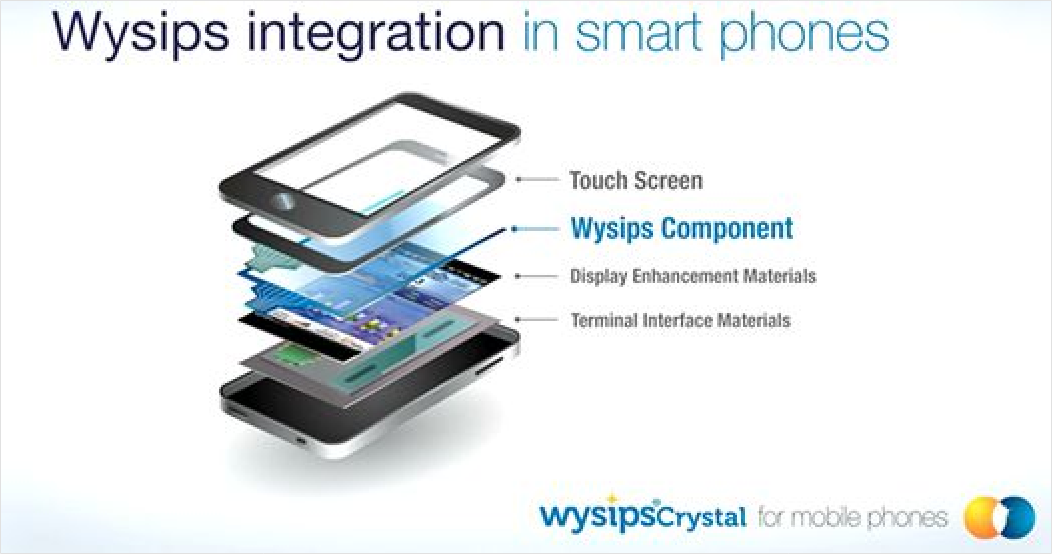 Wysips integration in smart phones
Touch Screen
Wysips Component
Display Enhancement Materials
Terminal Interface Materials
wysips® Crystal for mobile phones